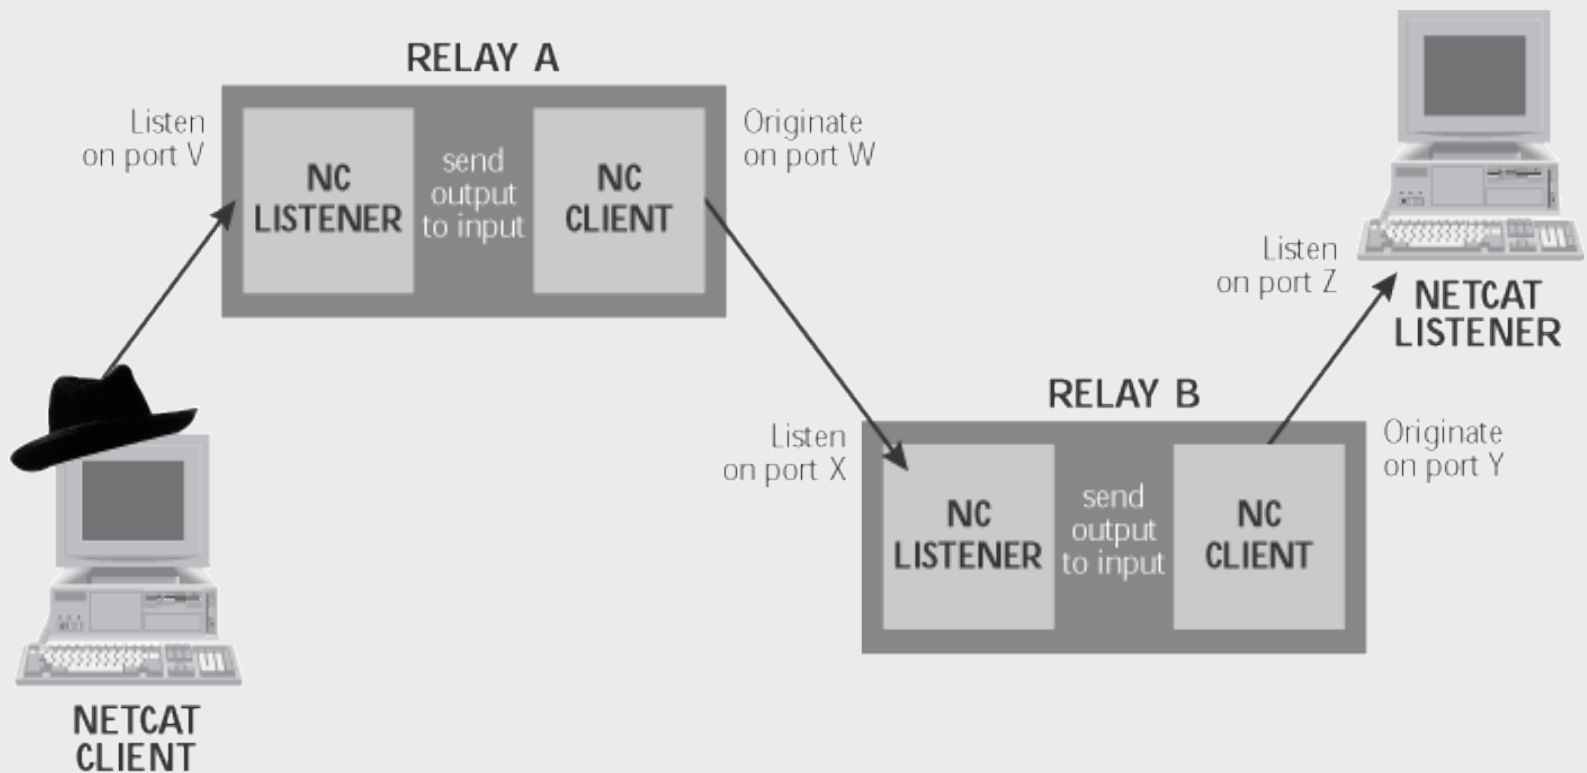 RELAY A
Listen
on port V
NC
LISTENER
send
output
to input
NC
CLIENT
Originate
on port W
Listen
on port Z
NETCAT
LISTENER
RELAY B
Listen
on port X
NC
LISTENER
send
output
to input
NC
CLIENT
Originate
on port Y
NETCAT
CLIENT